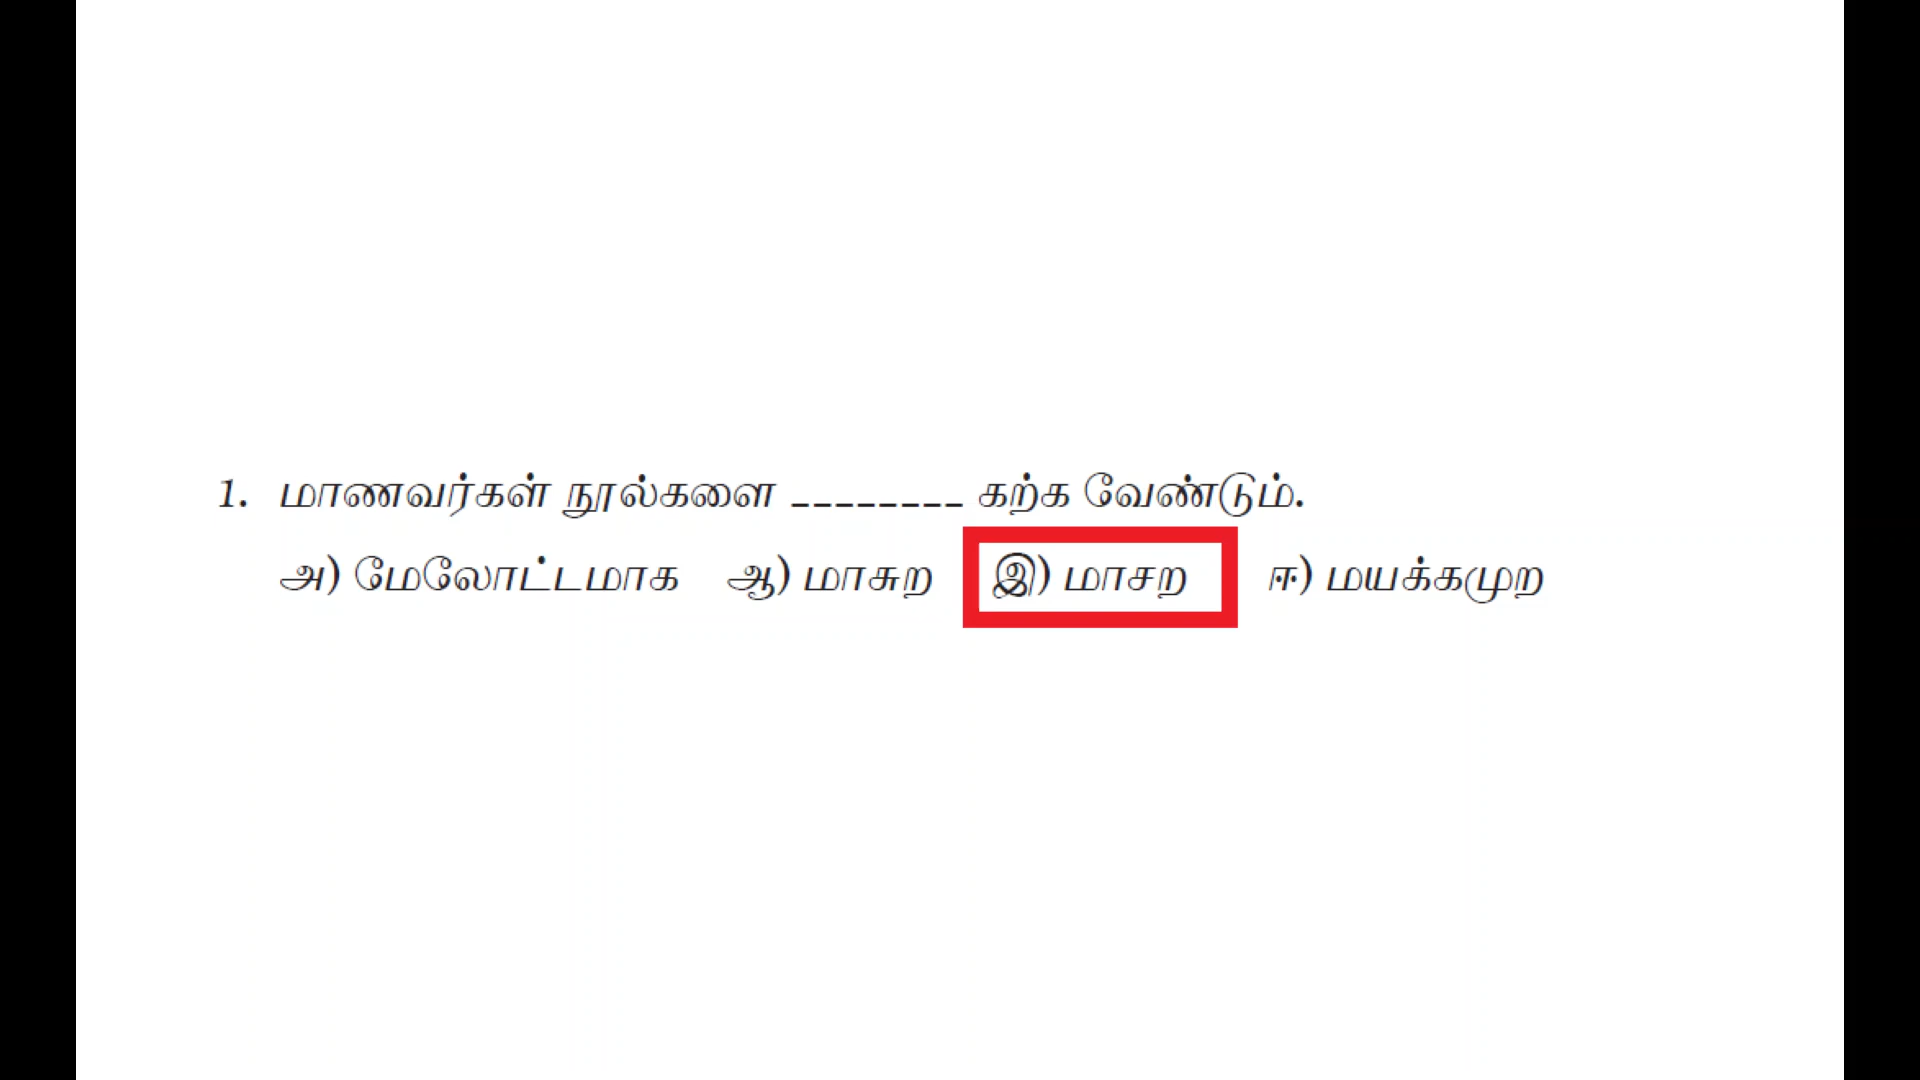 1. மாணவர்கள் நூல்களை ________ கற்க வேண்டும்.
அ) மேலோட்டமாக ஆ) மாசுற இ) மாசற ஈ) மயக்கமுற